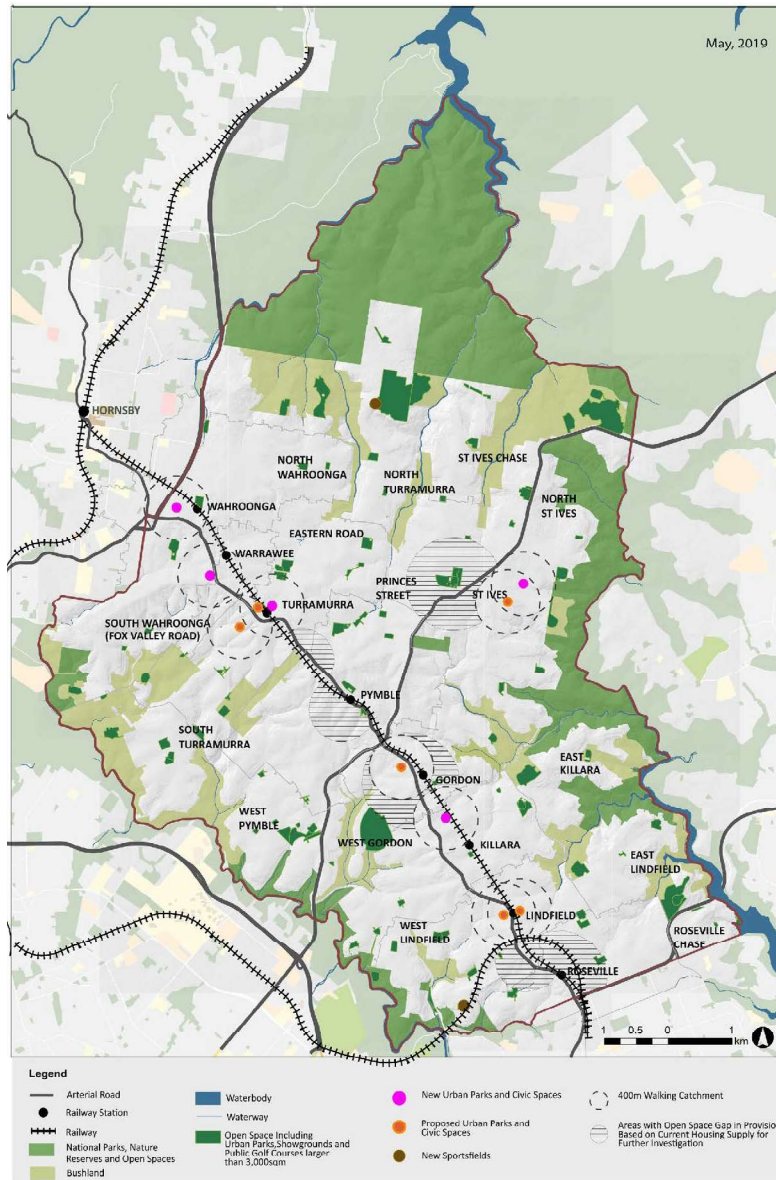 May, 2019
HORNSBY
NORTH
WAHROONGA
NORTH
TURRAMURRA
ST IVES CHASE
NORTH
ST IVES
WAHROONGA
EASTERN ROAD
WARRAWEE
PRINCES
STREET
ST IVES
TURRAMURRA
SOUTH WAHROONGA
(FOX VALLEY ROAD)
PYMBLE
SOUTH
TURRAMURRA
EAST
KILLARA
GORDON
WEST
PYMBLE
WEST GORDON
KILLARA
EAST
LINDFIELD
LINDFIELD
WEST
LINDFIELD
ROSEVILLE
CHASE
ROSEVILLE
1 0.5 0 1
km
Legend
Arterial Road
Railway Station
Railway
National Parks, Nature
Reserves and Open Spaces
Bushland
Waterbody
Waterway
Open Space Including
Urban Parks,Showgrounds and
Public Golf Courses larger
than 3,000sqm
New Urban Parks and Civic Spaces
Proposed Urban Parks and
Civic Spaces
New Sportsfields
400m Walking Catchment
Areas with Open Space Gap in Provision
Based on Current Housing Supply for
Further Investigation